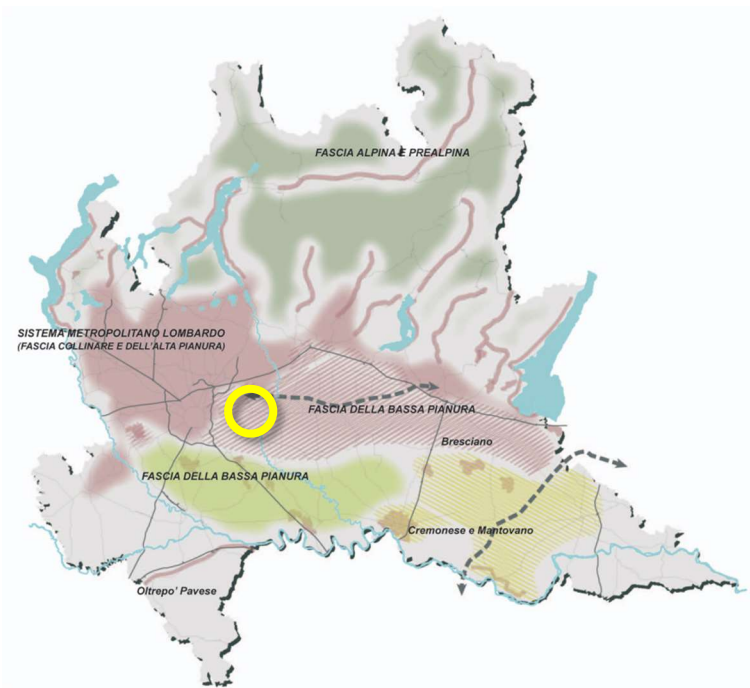 FASCIA ALPINA E PREALPINA
SISTEMA METROPOLITANO LOMBARDO
(FASCIA COLLINARE E DELL'ALTA PIANURA)
FASCIA DELLA BASSA PIANURA
Bresciano
FASCIA DELLA BASSA PIANURA
Cremonese e Mantovano
Oltrepo' Pavese